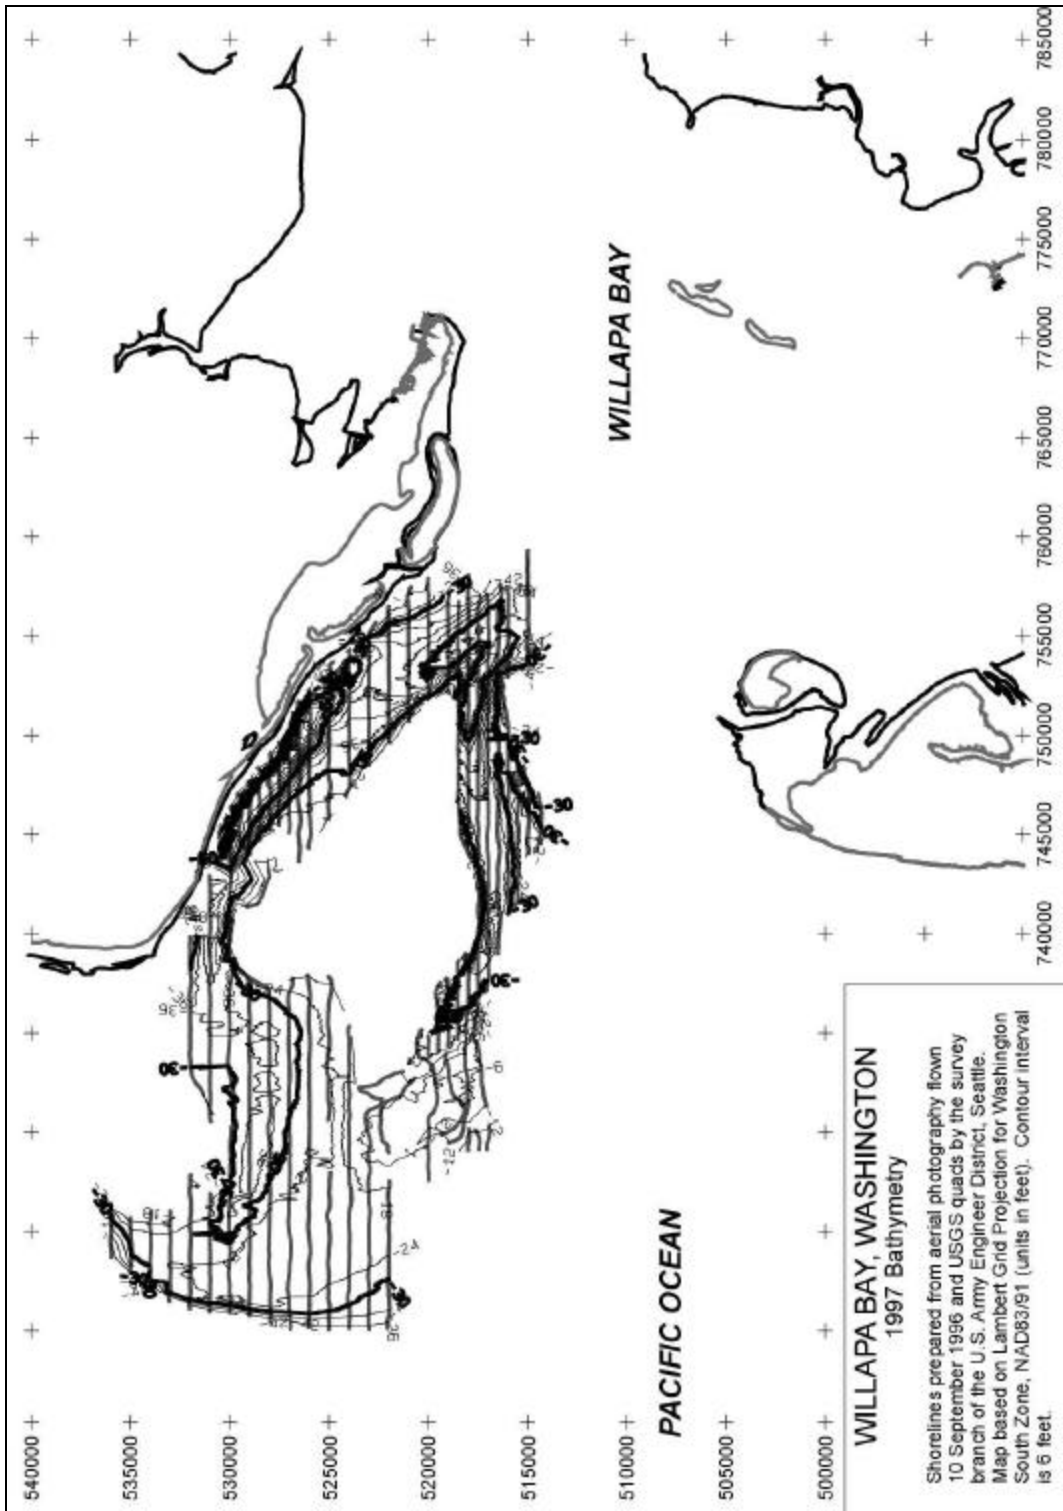 WILLAPA BAY, WASHINGTON
1997 Bathymetry
Shorelines prepared from aerial photography flown
10 September 1996 and USGS quads by the survey
branch of the U.S. Army Engineer District, Seattle.
Map based on Lambert Grid Projection for Washington
South Zone, NAD83/91 (units in feet). Contour interval
is 6 feet.
PACIFIC OCEAN
WILLAPA BAY
540000
535000
530000
525000
520000
515000
510000
505000
500000
740000
745000
750000
755000
760000
765000
770000
775000
780000
785000
-30
-30
-30
-30
-24
-18
-12
-6